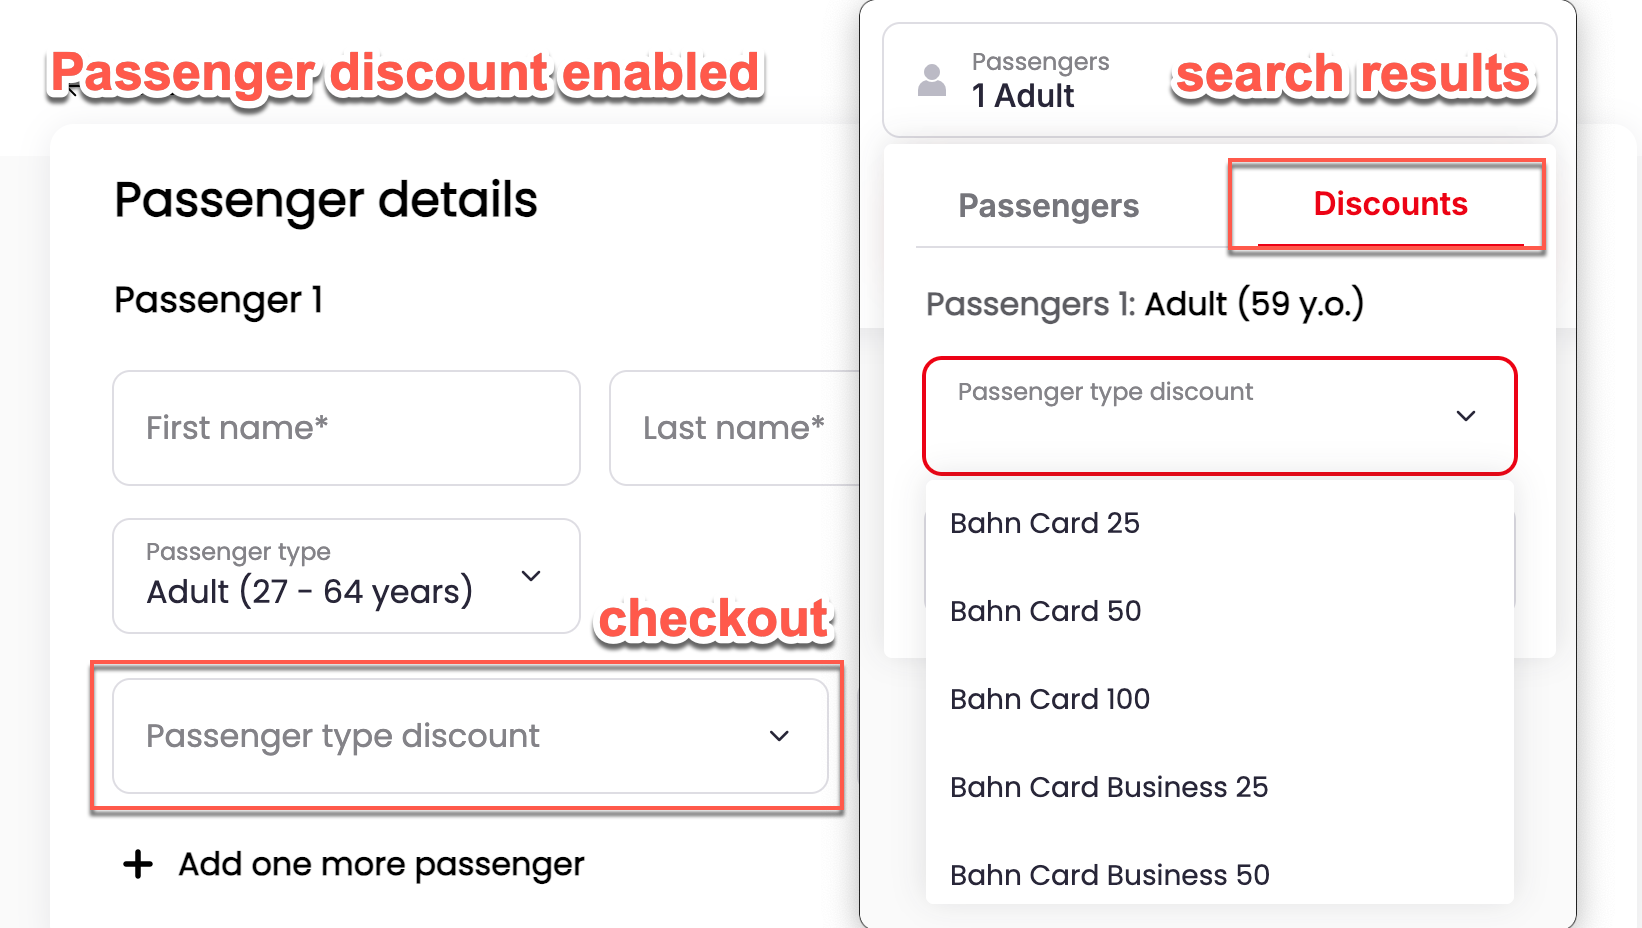 Passenger discount enabled
Passenger details
Passenger 1
First name*
Last name*
Passenger type
Adult (27 - 64 years)
checkout
Passenger type discount
Add one more passenger
Passengers
1 Adult
search results
Passengers
Discounts
Passengers 1: Adult (59 y.o.)
Passenger type discount
Bahn Card 25
Bahn Card 50
Bahn Card 100
Bahn Card Business 25
Bahn Card Business 50